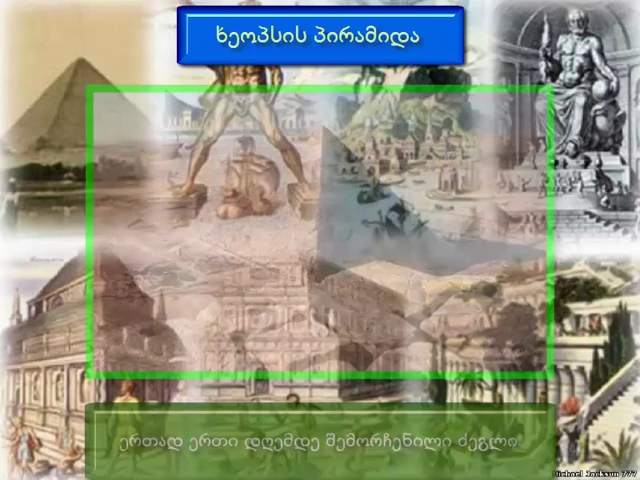 ხეოპსის პირამიდა
ერთად ერთი დღემდე შემორჩენილი ძეგლი
Michael Jackson 777